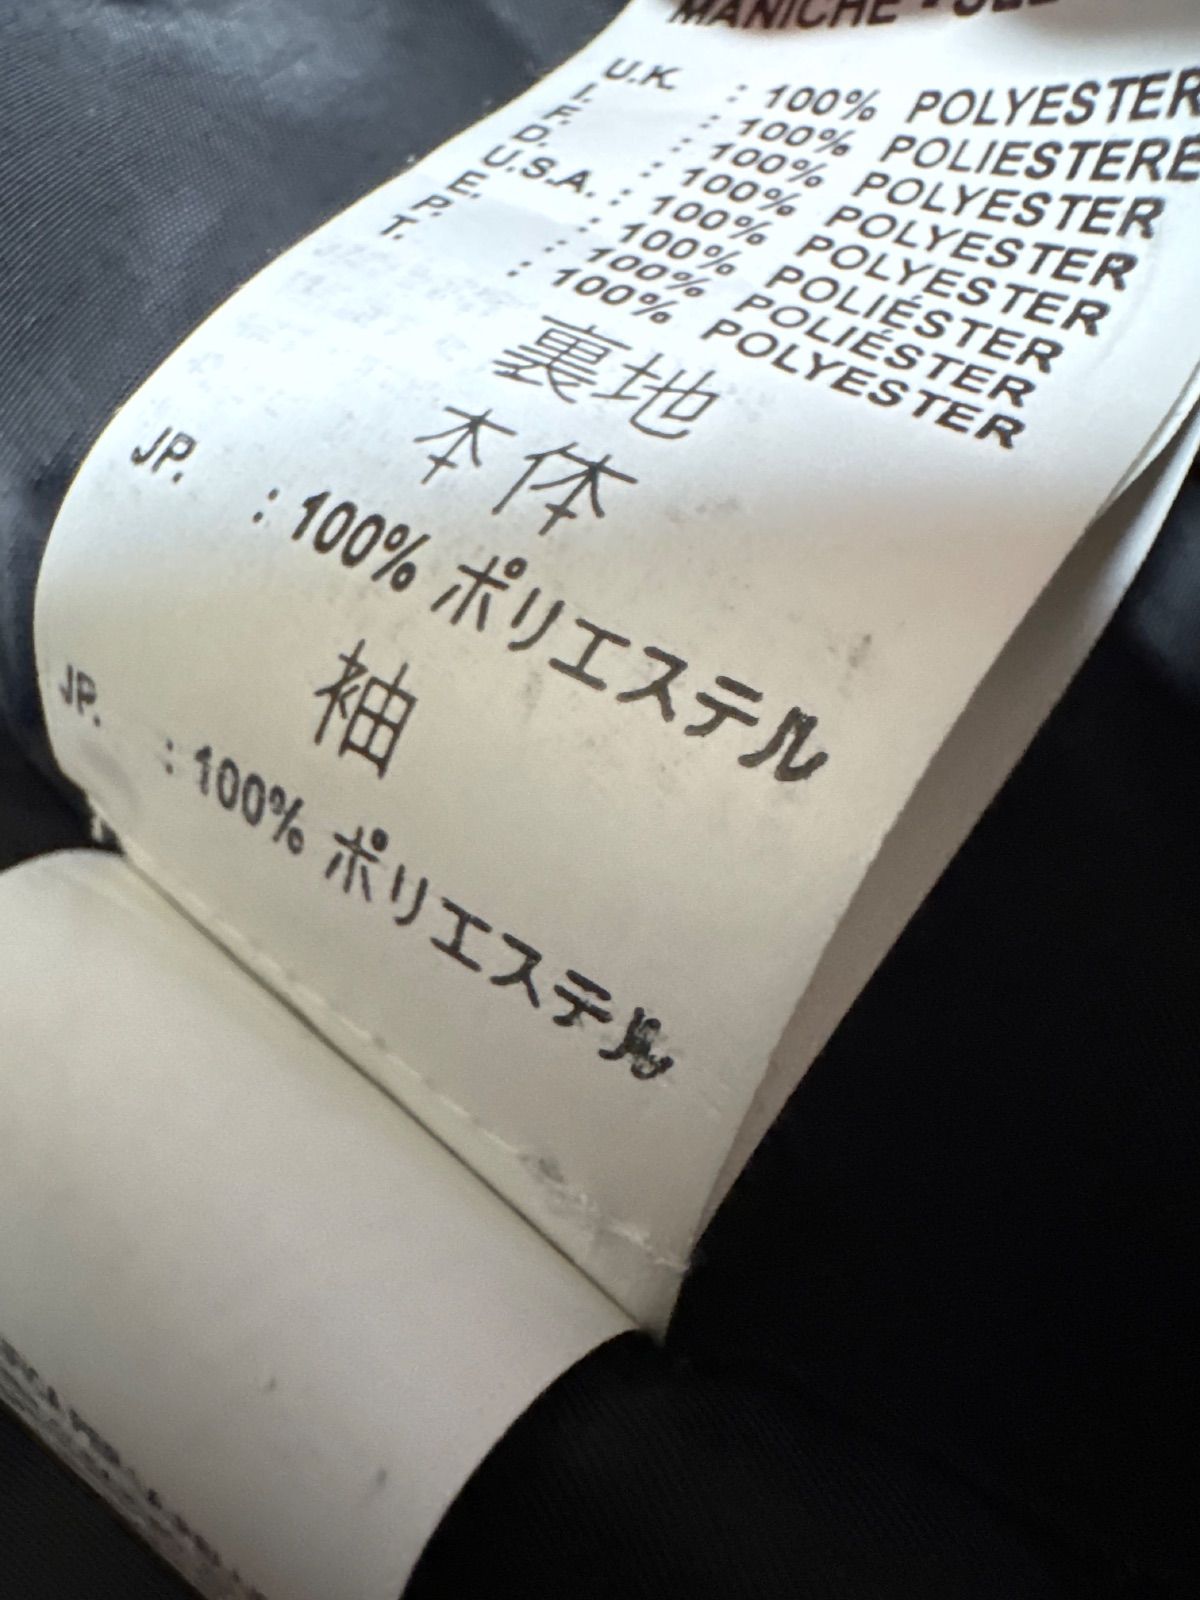 MANICHE
U.K. : 100% POLYESTER
I. : 100% POLIESTERE
F. : 100% POLYESTER
D. : 100% POLYESTER
U.S.A. : 100% POLYESTER
E. : 100% POLIÉSTER
P. : 100% POLIÉSTER
T. : 100% POLYESTER
裏地
本体
JP. : 100% ポリエステル
袖
JP. : 100% ポリエステル